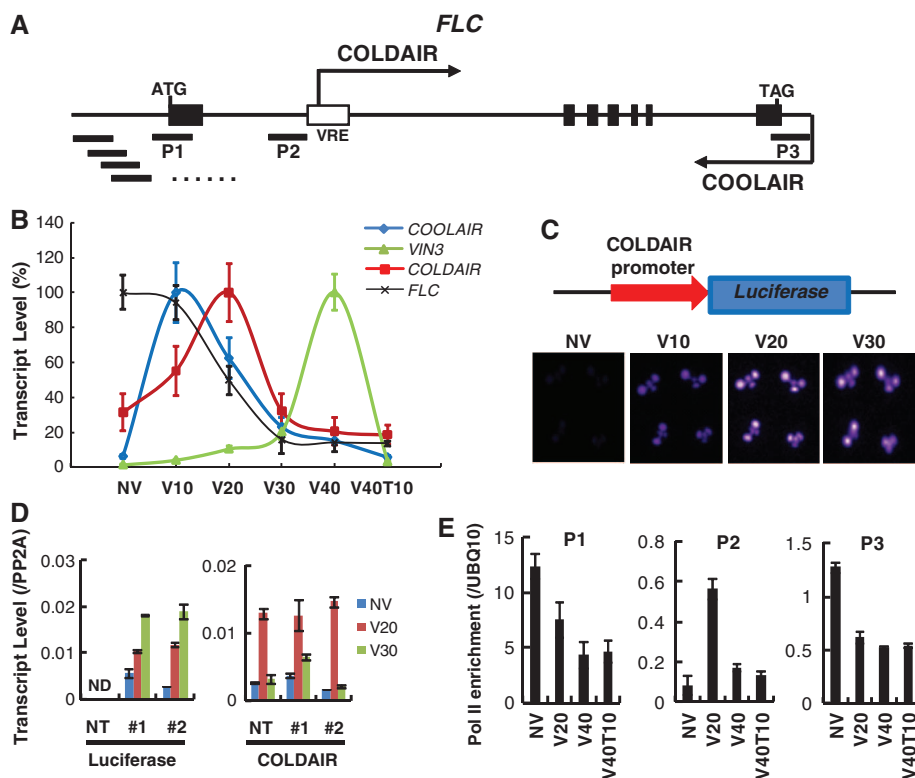 A
FLC
COLDAIR
ATG
TAG
VRE
P1
P2
P3
COOLAIR
B
Transcript Level (%)
140
120
100
80
60
40
20
0
NV V10 V20 V30 V40 V40T10
COOLAIR
VIN3
COLDAIR
FLC
C
COLDAIR
promoter
Luciferase
NV V10 V20 V30
D
Transcript Level (/PP2A)
0.03
0.02
0.01
0
ND
NT #1 #2
Luciferase
0.01
0
NT #1 #2
COLDAIR
NV
V20
V30
E
Pol II enrichment (/UBQ10)
P1
15
10
5
0
NV V20 V40 V40T10
P2
0.8
0.6
0.4
0.2
0
NV V20 V40 V40T10
P3
1.5
1
0.5
0
NV V20 V40 V40T10